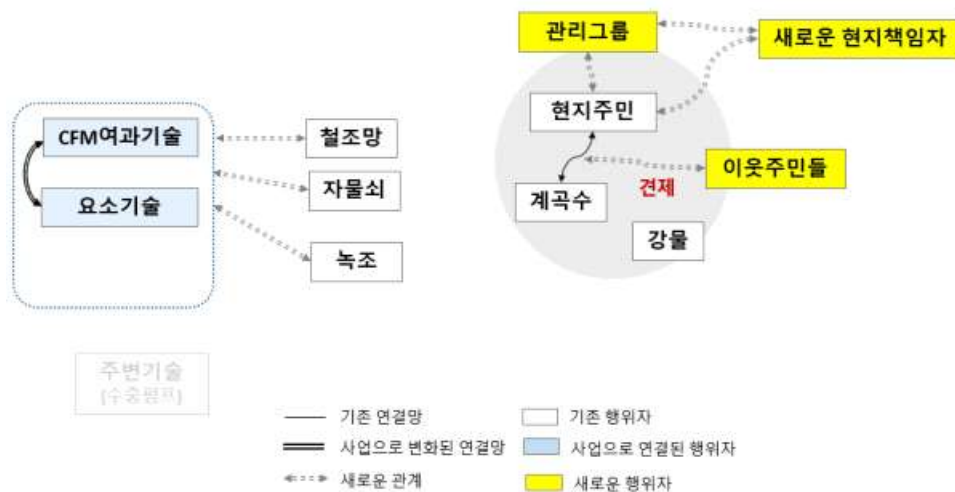 관리그룹
새로운 현지책임자
현지주민
CFM여과기술
철조망
이웃주민들
자물쇠
견제
요소기술
계곡수
강물
녹조
주변기술
(수중펌프)
기존 연결망
기존 행위자
사업으로 변화된 연결망
사업으로 연결된 행위자
새로운 관계
새로운 행위자